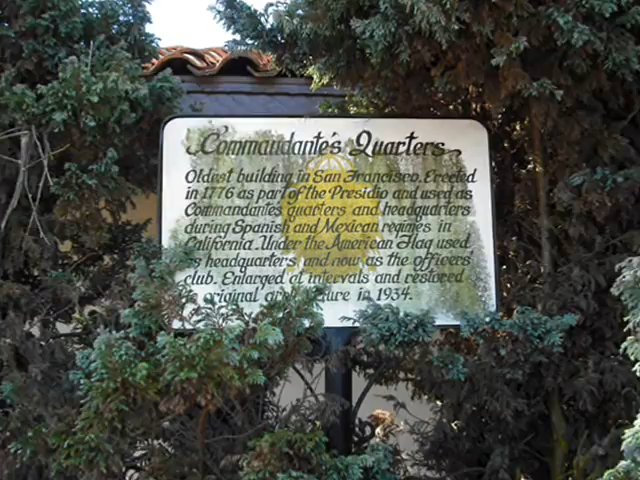 Commandante's Quarters
Oldest building in San Francisco. Erected
in 1776 as part of the Presidio and used as
Commandante's quarters and headquarters
during Spanish and Mexican regimes in
California. Under the American Flag used
as headquarters and now as the officers
club. Enlarged at intervals and restored
original in 1934.